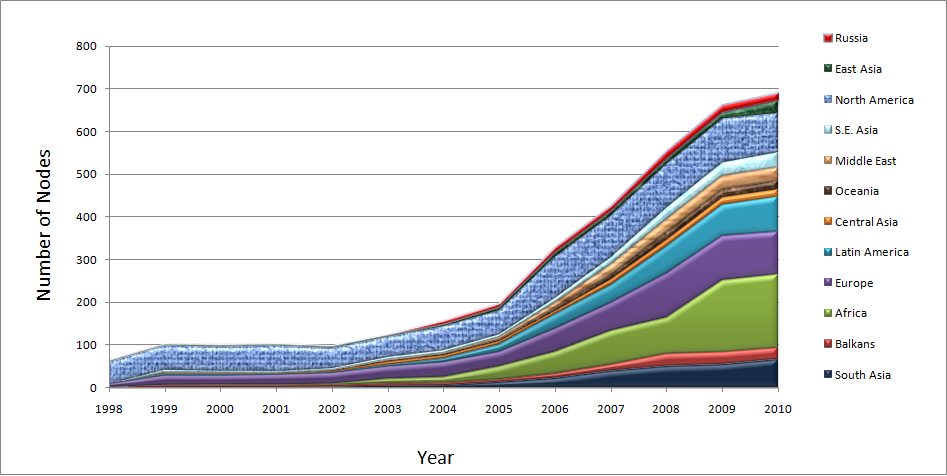 800
700
600
500
400
300
200
100
0
Number of Nodes
1998 1999 2000 2001 2002 2003 2004 2005 2006 2007 2008 2009 2010
Year
Russia
East Asia
North America
S.E. Asia
Middle East
Oceania
Central Asia
Latin America
Europe
Africa
Balkans
South Asia